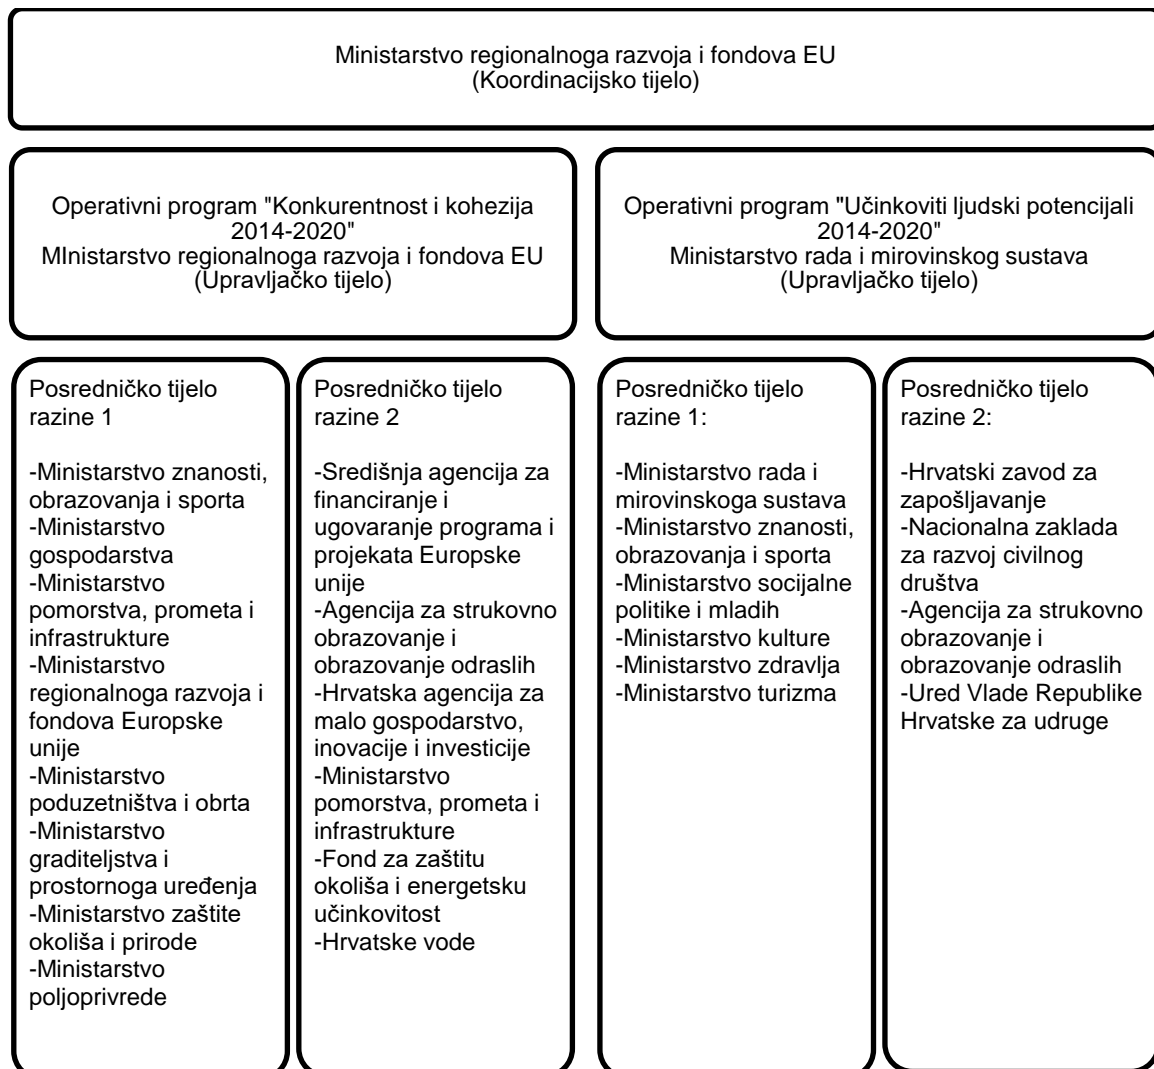 Ministarstvo regionalnoga razvoja i fondova EU
(Koordinacijsko tijelo)
Operativni program "Konkurentnost i kohezija
2014-2020"
MInistarstvo regionalnoga razvoja i fondova EU
(Upravljačko tijelo)
Operativni program "Učinkoviti ljudski potencijali
2014-2020"
Ministarstvo rada i mirovinskog sustava
(Upravljačko tijelo)
Posredničko tijelo
razine 1
-Ministarstvo znanosti,
obrazovanja i sporta
-Ministarstvo
gospodarstva
-Ministarstvo
pomorstva, prometa i
infrastrukture
-Ministarstvo
regionalnoga razvoja i
fondova Europske
unije
-Ministarstvo
poduzetništva i obrta
-Ministarstvo
graditeljstva i
prostornoga uređenja
-Ministarstvo zaštite
okoliša i prirode
-Ministarstvo
poljoprivrede
Posredničko tijelo
razine 2
-Središnja agencija za
financiranje i
ugovaranje programa i
projekata Europske
unije
-Agencija za strukovno
obrazovanje i
obrazovanje odraslih
-Hrvatska agencija za
malo gospodarstvo,
inovacije i investicije
-Ministarstvo
pomorstva, prometa i
infrastrukture
-Fond za zaštitu
okoliša i energetsku
učinkovitost
-Hrvatske vode
Posredničko tijelo
razine 1:
-Ministarstvo rada i
mirovinskoga sustava
-Ministarstvo znanosti,
obrazovanja i sporta
-Ministarstvo socijalne
politike i mladih
-Ministarstvo kulture
-Ministarstvo zdravlja
-Ministarstvo turizma
Posredničko tijelo
razine 2:
-Hrvatski zavod za
zapošljavanje
-Nacionalna zaklada
za razvoj civilnog
društva
-Agencija za strukovno
obrazovanje i
obrazovanje odraslih
-Ured Vlade Republike
Hrvatske za udruge